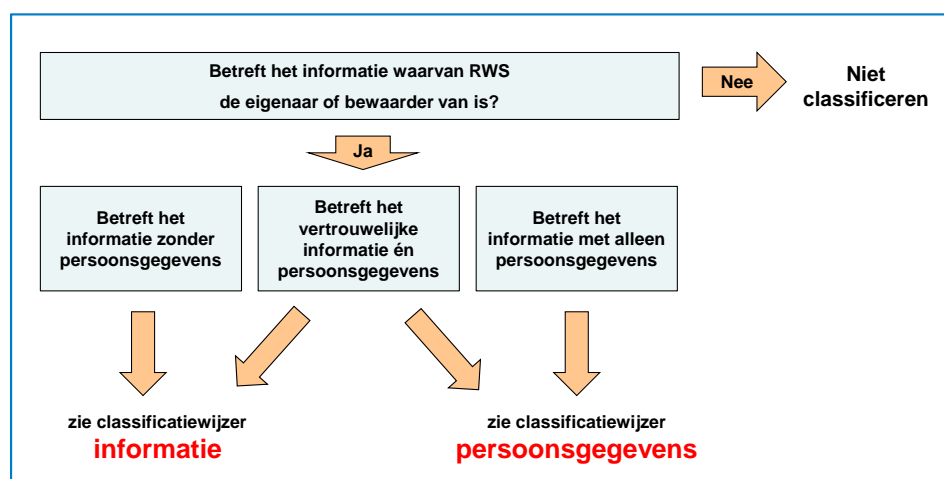 Betreft het informatie waarvan RWS
de eigenaar of bewaarder van is?
Nee
Niet
classificeren
Ja
Betreft het
informatie zonder
persoonsgegevens
Betreft het
vertrouwelijke
informatie én
persoonsgegevens
Betreft het
informatie met alleen
persoonsgegevens
zie classificatiewijzer
informatie
zie classificatiewijzer
persoonsgegevens